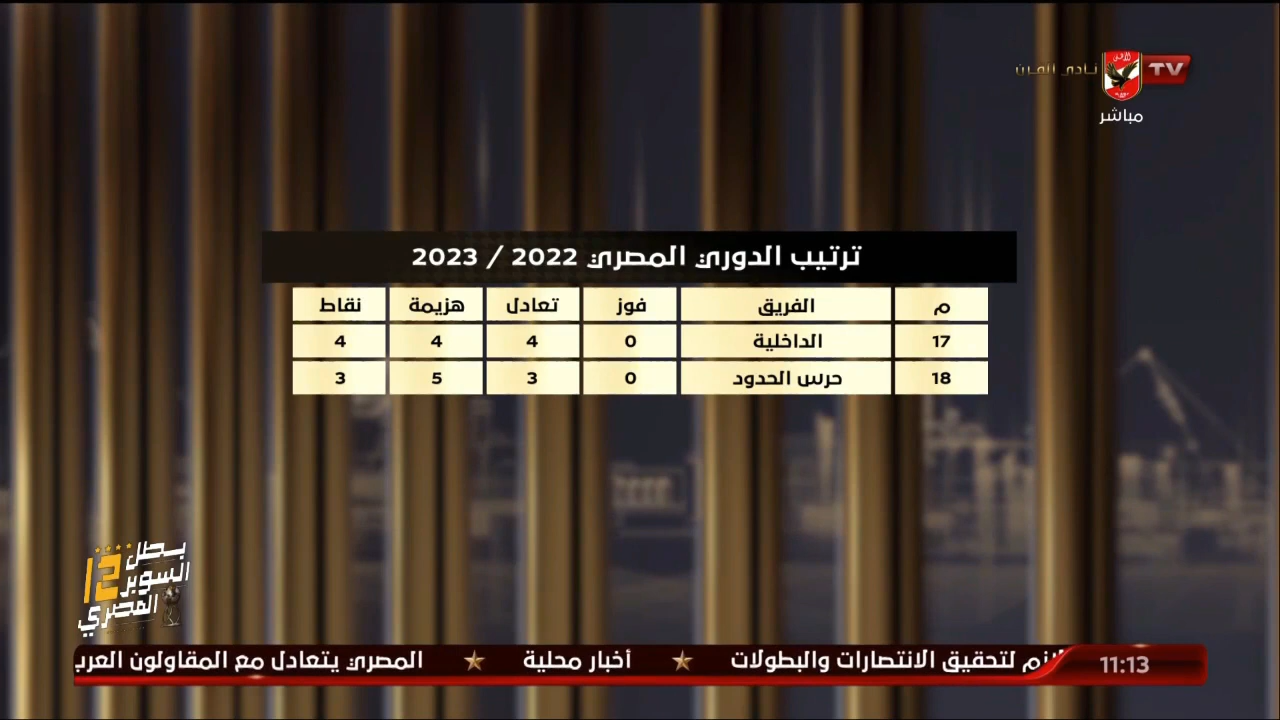 نادي القرن
TV
مباشر
ترتيب الدوري المصري 2022 / 2023
م الفريق فوز تعادل هزيمة نقاط
17 الداخلية 0 4 4 4
18 حرس الحدود 0 3 5 3
بطل
السوبر 12
المصري
11:13 لتحقيق الانتصارات والبطولات ★ أخبار محلية ★ المصري يتعادل مع المقاولون العرب